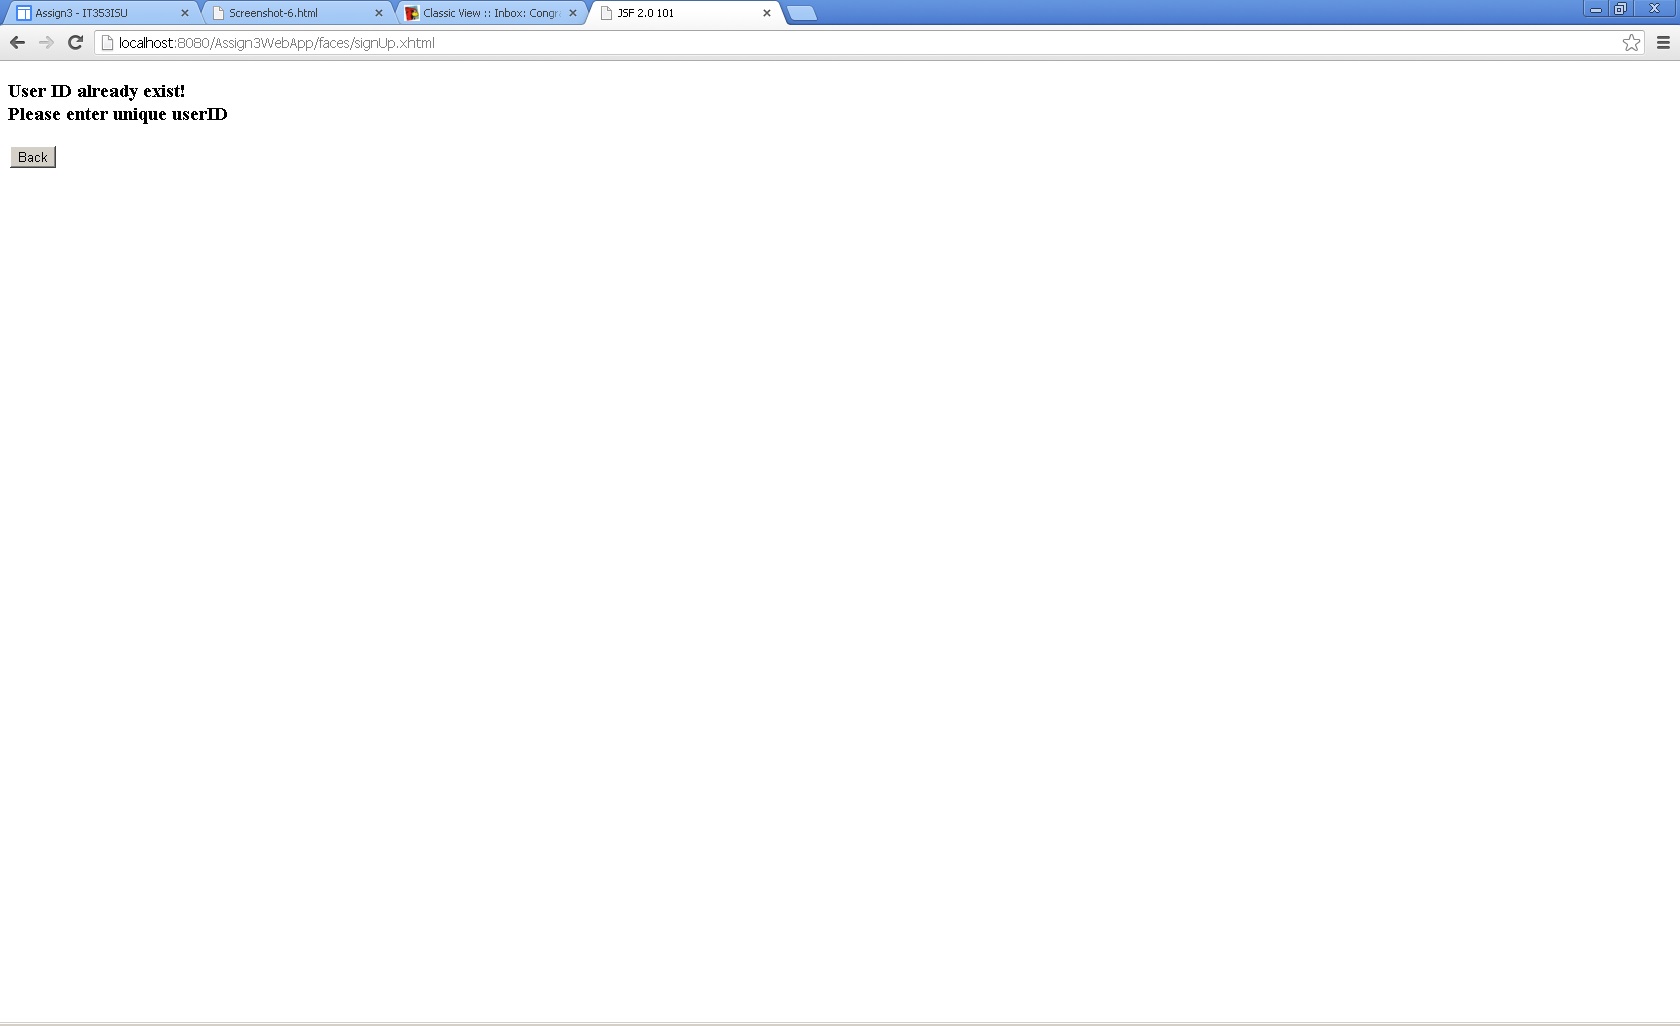 Assign3 - IT353ISU
Screenshot-6.html
Classic View :: Inbox: Congr
JSF 2.0 101
localhost:8080/Assign3WebApp/faces/signUp.xhtml
User ID already exist!
Please enter unique userID
Back